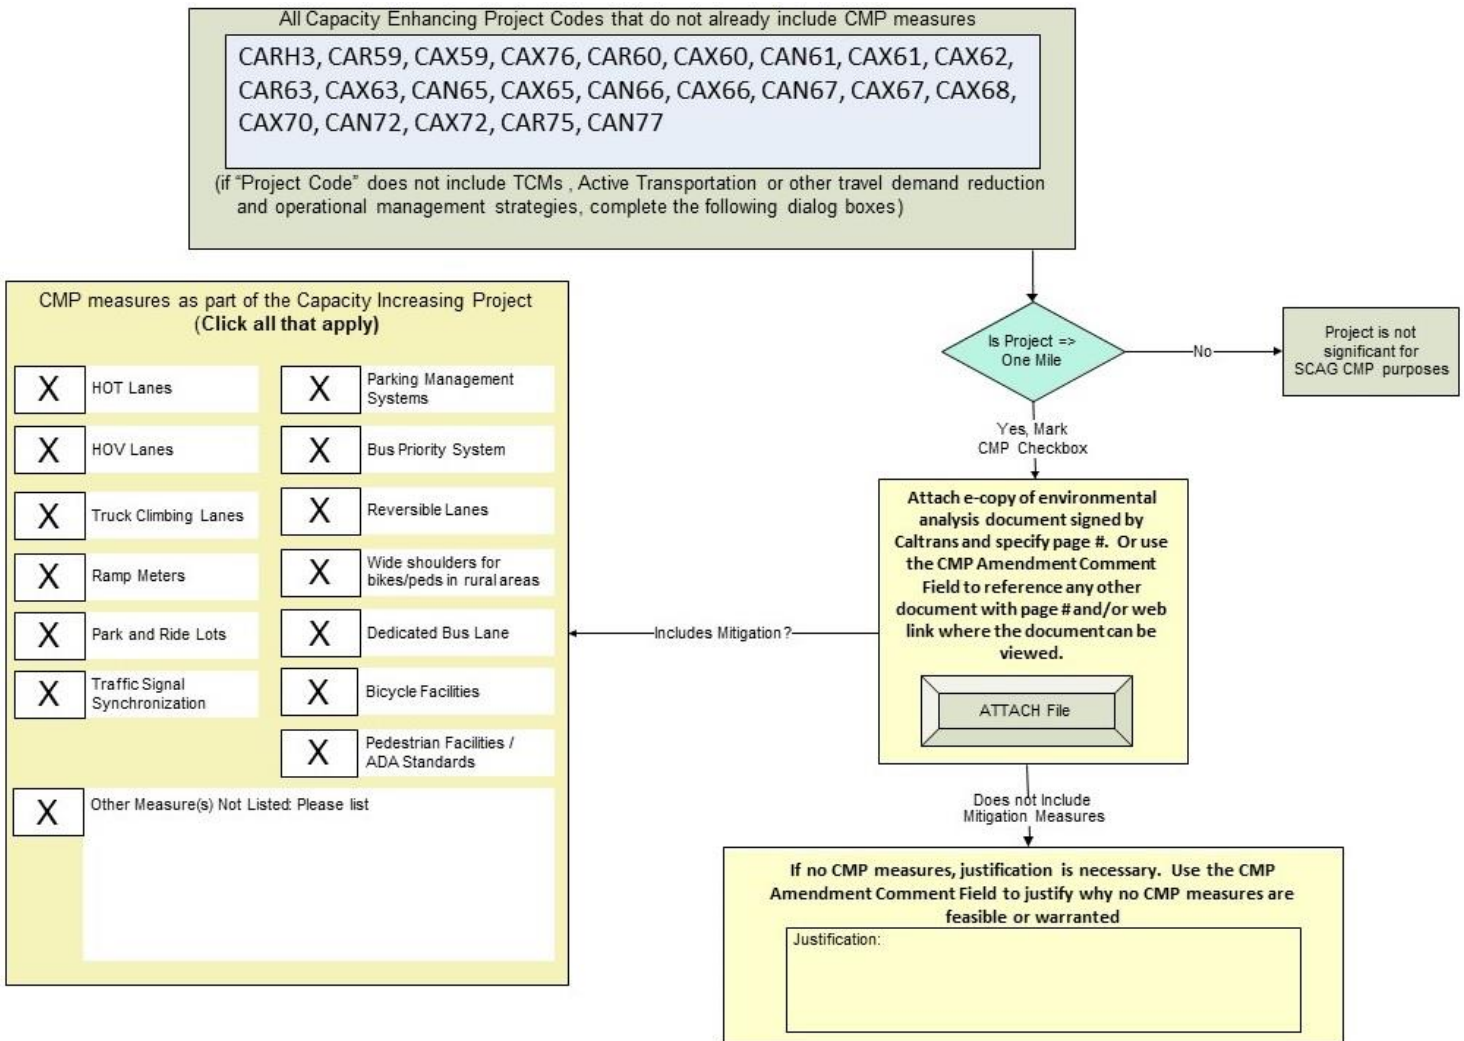 All Capacity Enhancing Project Codes that do not already include CMP measures
CARH3, CAR59, CAX59, CAX76, CAR60, CAX60, CAN61, CAX61, CAX62,
CAR63, CAX63, CAN65, CAX65, CAN66, CAX66, CAN67, CAX67, CAX68,
CAX70, CAN72, CAX72, CAR75, CAN77
(if “Project Code” does not include TCMs , Active Transportation or other travel demand reduction
and operational management strategies, complete the following dialog boxes)
Is Project =>
One Mile
No
Project is not
significant for
SCAG CMP purposes
Yes, Mark
CMP Checkbox
Attach e-copy of environmental
analysis document signed by
Caltrans and specify page #. Or use
the CMP Amendment Comment
Field to reference any other
document with page # and/or web
link where the document can be
viewed.
ATTACH File
Includes Mitigation ?
CMP measures as part of the Capacity Increasing Project
(Click all that apply)
X HOT Lanes
X HOV Lanes
X Truck Climbing Lanes
X Ramp Meters
X Park and Ride Lots
X Traffic Signal
Synchronization
X Parking Management
Systems
X Bus Priority System
X Reversible Lanes
X Wide shoulders for
bikes/peds in rural areas
X Dedicated Bus Lane
X Bicycle Facilities
X Pedestrian Facilities /
ADA Standards
X Other Measure(s) Not Listed: Please list
Does not Include
Mitigation Measures
If no CMP measures, justification is necessary. Use the CMP
Amendment Comment Field to justify why no CMP measures are
feasible or warranted
Justification: